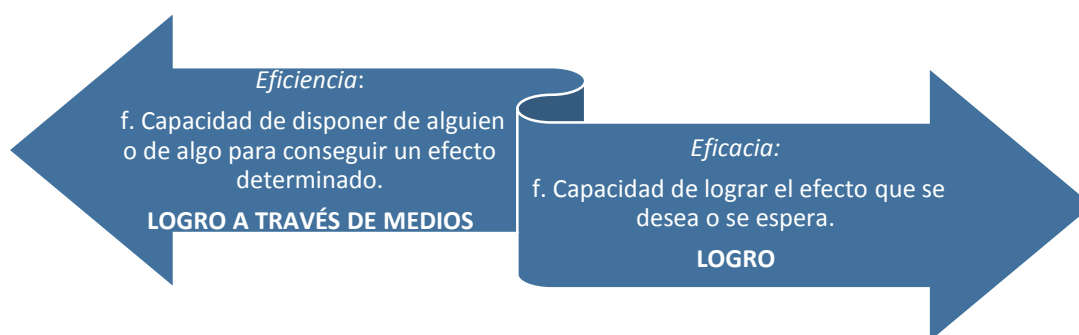 Eficiencia:
f. Capacidad de disponer de alguien
o de algo para conseguir un efecto
determinado.
LOGRO A TRAVÉS DE MEDIOS
Eficacia:
f. Capacidad de lograr el efecto que se
desea o se espera.
LOGRO